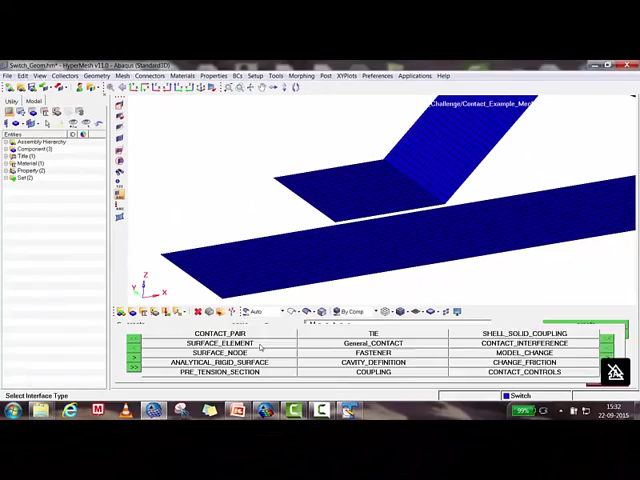 Switch_Geom.hm* - HyperMesh v11.0 - Abaqus (Standard3D)
File Edit View Collectors Geometry Mesh Connectors Materials Properties BCs Setup Tools Morphing Post XYPlots Preferences Applications Help
Utility Model
Entities ID
Assembly Hierarchy
Component (3)
Title (1)
Material (1)
Property (2)
Set (2)
Challenge/Contact_Example_Mec
Z
Y X
Auto By Comp
CONTACT_PAIR TIE SHELL_SOLID_COUPLING
SURFACE_ELEMENT General_CONTACT CONTACT_INTERFERENCE
SURFACE_NODE FASTENER MODEL_CHANGE
ANALYTICAL_RIGID_SURFACE CAVITY_DEFINITION CHANGE_FRICTION
PRE_TENSION_SECTION COUPLING CONTACT_CONTROLS
Select Interface Type Switch
99% 15:32
22-09-2015